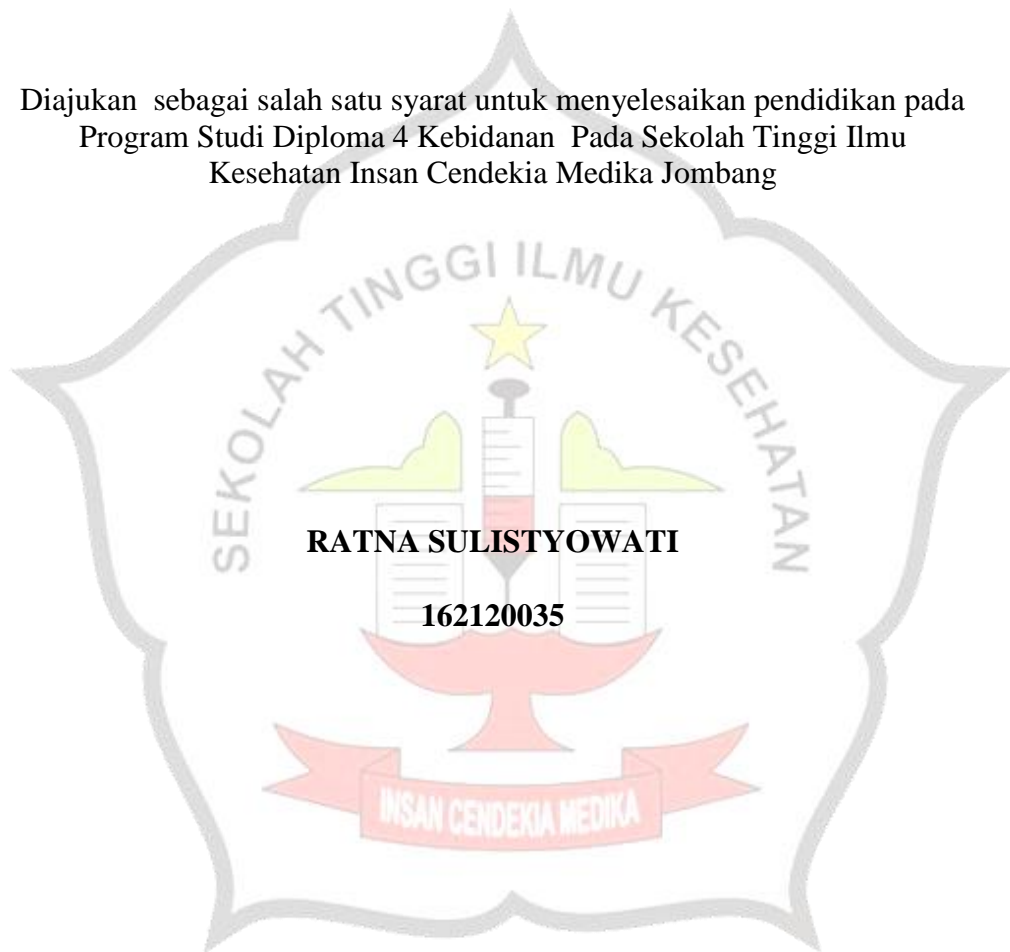 Diajukan  sebagai salah satu syarat untuk menyelesaikan pendidikan pada
Program Studi Diploma 4 Kebidanan  Pada Sekolah Tinggi Ilmu
Kesehatan Insan Cendekia Medika Jombang
SEKOLAH TINGGI ILMU KESEHATAN
RATNA SULISTYOWATI
162120035
INSAN CENDEKIA MEDIKA